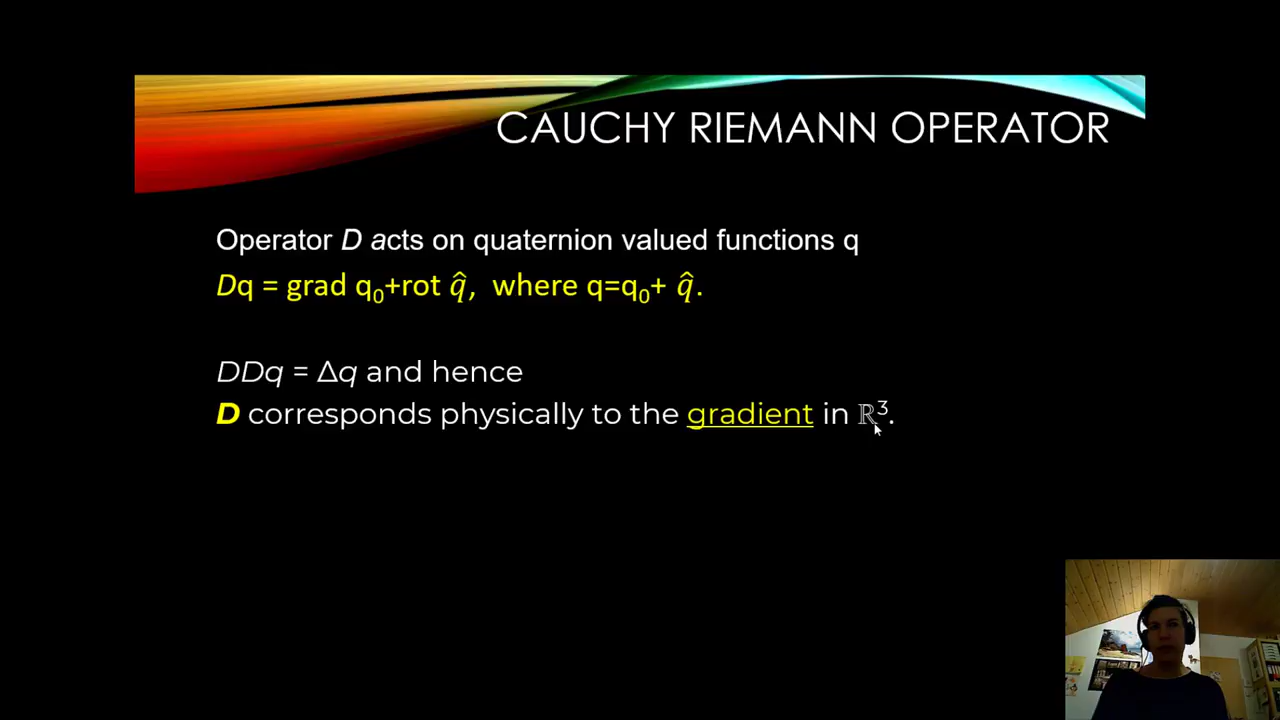 CAUCHY RIEMANN OPERATOR
Operator D acts on quaternion valued functions q
Dq = grad q₀+rot q̂, where q=q₀+ q̂.
DDq = Δq and hence
D corresponds physically to the gradient in ℝ³.